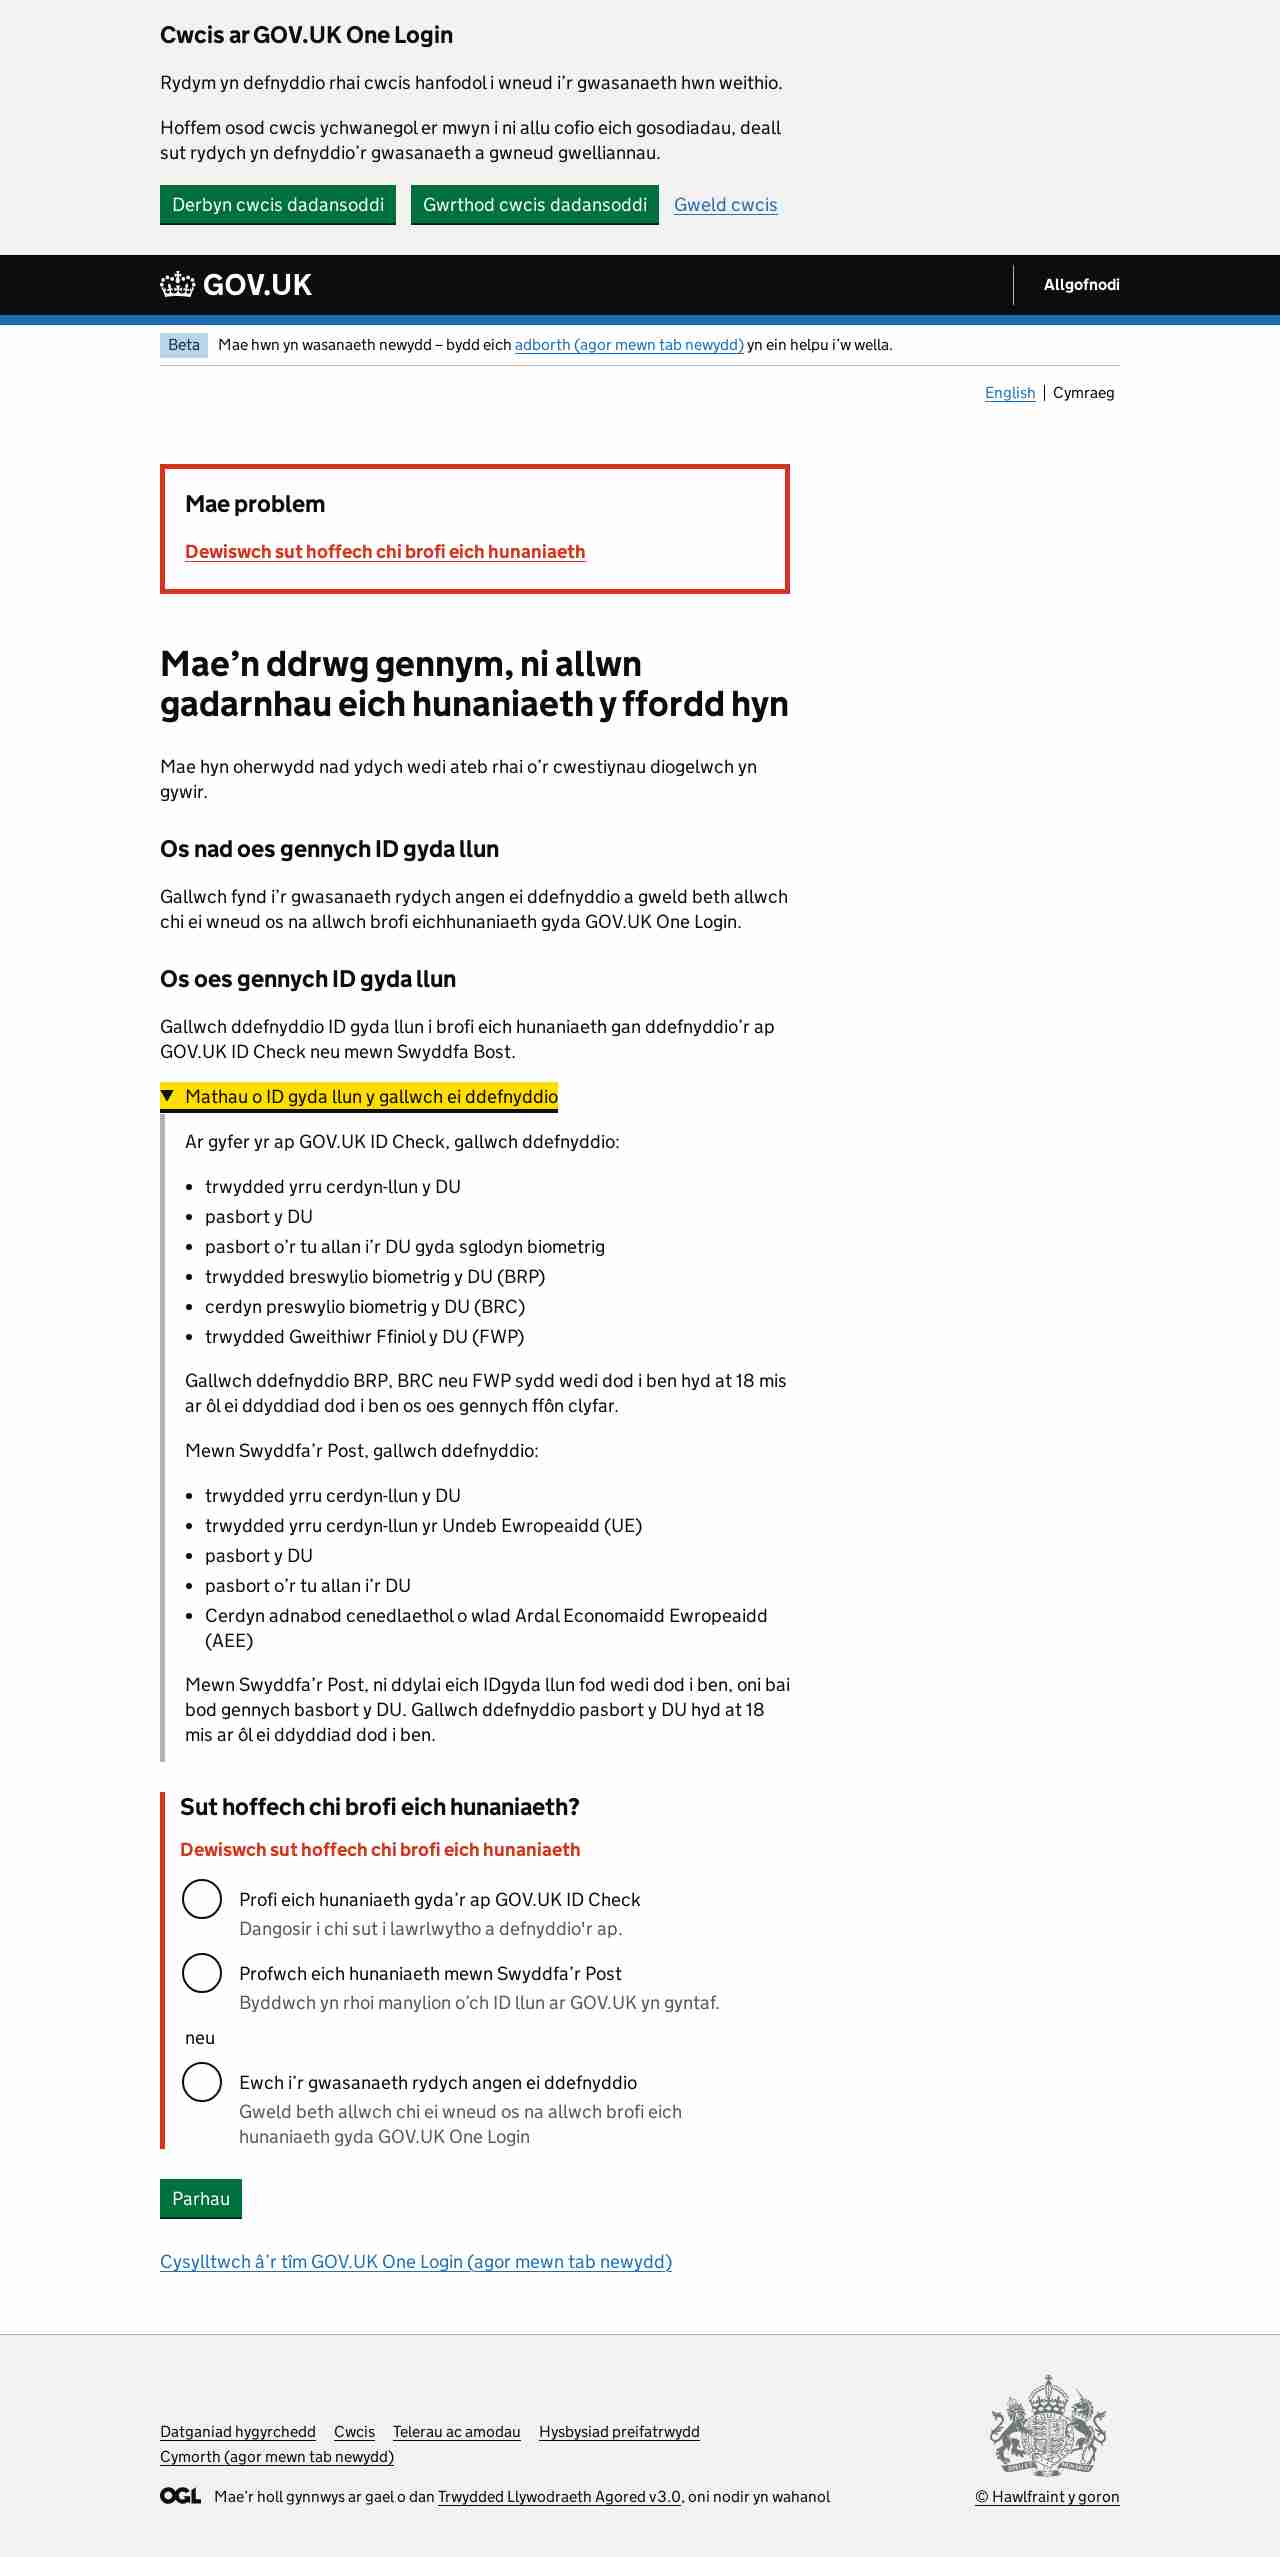 Cwcis ar GOV.UK One Login
Rydym yn defnyddio rhai cwcis hanfodol i wneud i’r gwasanaeth hwn weithio.
Hoffem osod cwcis ychwanegol er mwyn i ni allu cofio eich gosodiadau, deall
sut rydych yn defnyddio’r gwasanaeth a gwneud gwelliannau.
Derbyn cwcis dadansoddi Gwrthod cwcis dadansoddi Gweld cwcis
GOV.UK Allgofnodi
Beta Mae hwn yn wasanaeth newydd – bydd eich adborth (agor mewn tab newydd) yn ein helpu i’w wella.
English Cymraeg
Mae problem
Dewiswch sut hoffech chi brofi eich hunaniaeth
Mae’n ddrwg gennym, ni allwn
gadarnhau eich hunaniaeth y ffordd hyn
Mae hyn oherwydd nad ydych wedi ateb rhai o’r cwestiynau diogelwch yn
gywir.
Os nad oes gennych ID gyda llun
Gallwch fynd i’r gwasanaeth rydych angen ei ddefnyddio a gweld beth allwch
chi ei wneud os na allwch brofi eichhunaniaeth gyda GOV.UK One Login.
Os oes gennych ID gyda llun
Gallwch ddefnyddio ID gyda llun i brofi eich hunaniaeth gan ddefnyddio’r ap
GOV.UK ID Check neu mewn Swyddfa Bost.
Mathau o ID gyda llun y gallwch ei ddefnyddio
Ar gyfer yr ap GOV.UK ID Check, gallwch ddefnyddio:
• trwydded yrru cerdyn-llun y DU
• pasbort y DU
• pasbort o’r tu allan i’r DU gyda sglodyn biometrig
• trwydded breswylio biometrig y DU (BRP)
• cerdyn preswylio biometrig y DU (BRC)
• trwydded Gweithiwr Ffiniol y DU (FWP)
Gallwch ddefnyddio BRP, BRC neu FWP sydd wedi dod i ben hyd at 18 mis
ar ôl ei ddyddiad dod i ben os oes gennych ffôn clyfar.
Mewn Swyddfa’r Post, gallwch ddefnyddio:
• trwydded yrru cerdyn-llun y DU
• trwydded yrru cerdyn-llun yr Undeb Ewropeaidd (UE)
• pasbort y DU
• pasbort o’r tu allan i’r DU
• Cerdyn adnabod cenedlaethol o wlad Ardal Economaidd Ewropeaidd
(AEE)
Mewn Swyddfa’r Post, ni ddylai eich IDgyda llun fod wedi dod i ben, oni bai
bod gennych basbort y DU. Gallwch ddefnyddio pasbort y DU hyd at 18
mis ar ôl ei ddyddiad dod i ben.
Sut hoffech chi brofi eich hunaniaeth?
Dewiswch sut hoffech chi brofi eich hunaniaeth
Profi eich hunaniaeth gyda’r ap GOV.UK ID Check
Dangosir i chi sut i lawrlwytho a defnyddio'r ap.
Profwch eich hunaniaeth mewn Swyddfa’r Post
Byddwch yn rhoi manylion o’ch ID llun ar GOV.UK yn gyntaf.
neu
Ewch i’r gwasanaeth rydych angen ei ddefnyddio
Gweld beth allwch chi ei wneud os na allwch brofi eich
hunaniaeth gyda GOV.UK One Login
Parhau
Cysylltwch â’r tîm GOV.UK One Login (agor mewn tab newydd)
Datganiad hygyrchedd Cwcis Telerau ac amodau Hysbysiad preifatrwydd
Cymorth (agor mewn tab newydd)
OGL Mae’r holl gynnwys ar gael o dan Trwydded Llywodraeth Agored v3.0, oni nodir yn wahanol
© Hawlfraint y goron